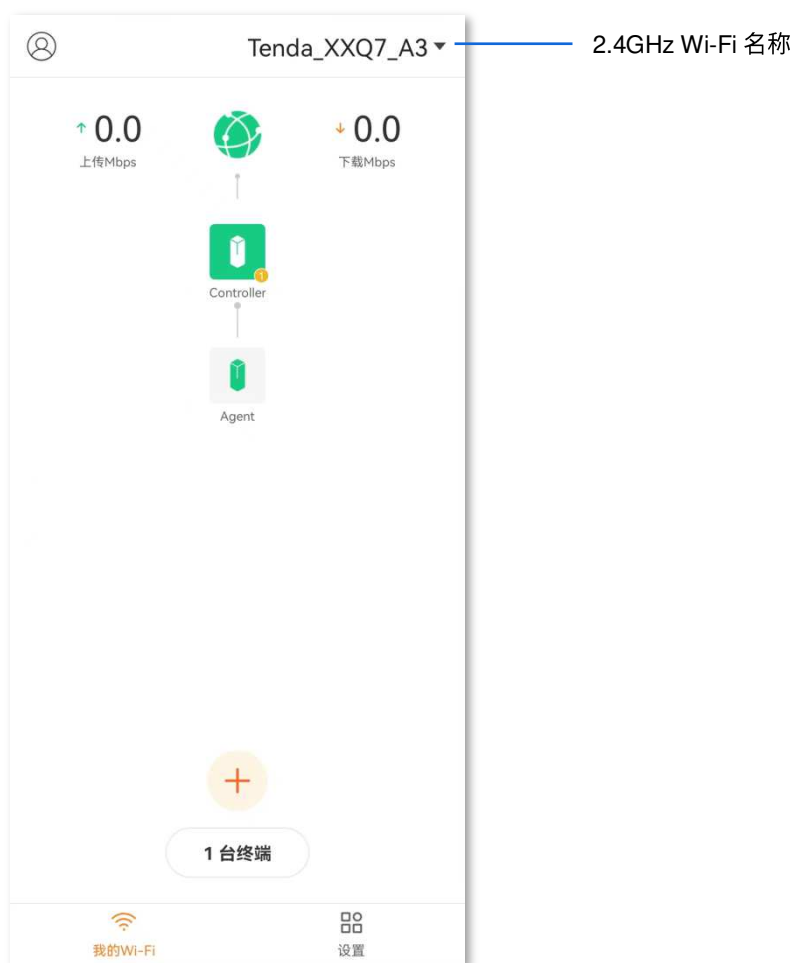 Tenda_XXQ7_A3
2.4GHz Wi-Fi 名称
0.0
上传Mbps
0.0
下载Mbps
1
Controller
Agent
1 台终端
我的Wi-Fi
设置